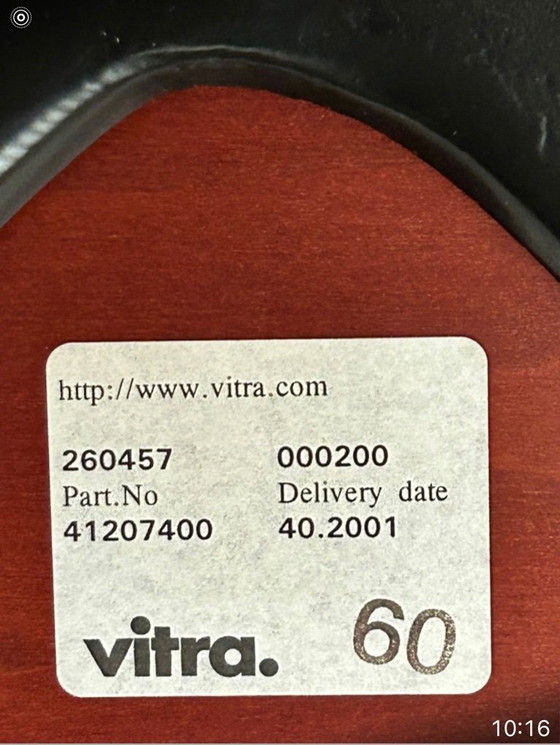 http://www.vitra.com
260457 000200
Part.No Delivery date
41207400 40.2001
vitra. 60
10:16